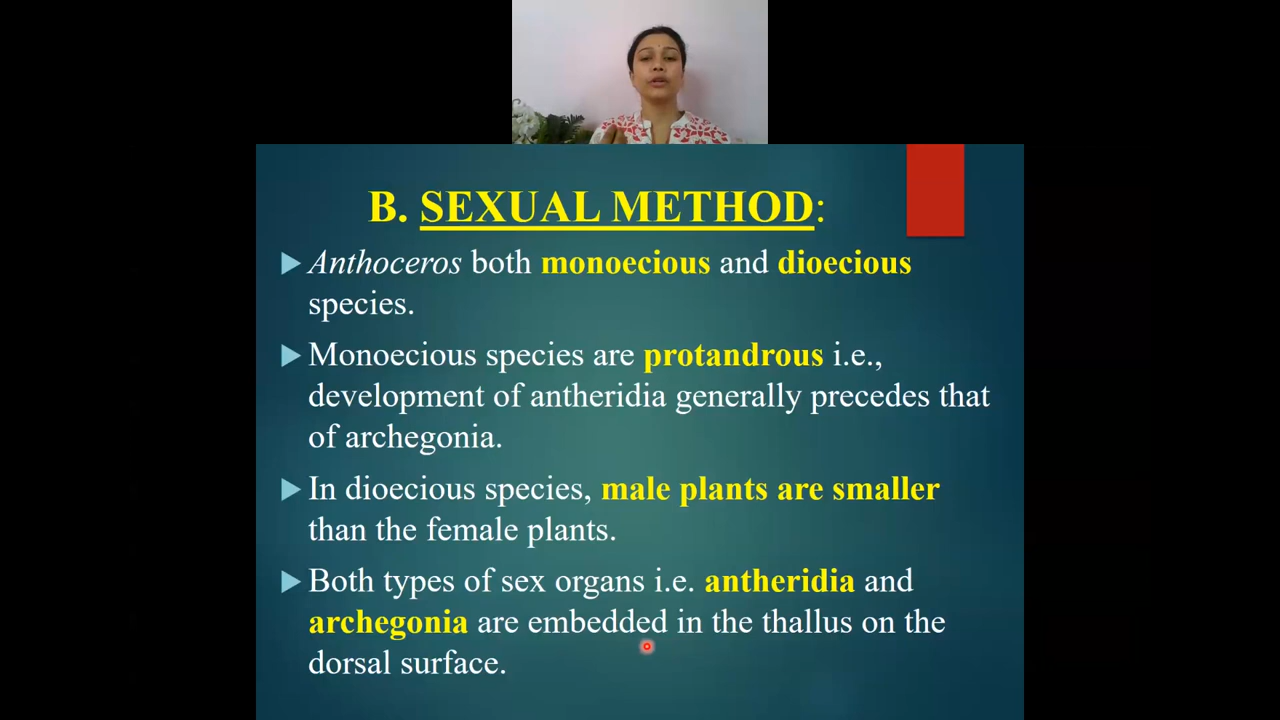 B. SEXUAL METHOD:
Anthoceros both monoecious and dioecious
species.
Monoecious species are protandrous i.e.,
development of antheridia generally precedes that
of archegonia.
In dioecious species, male plants are smaller
than the female plants.
Both types of sex organs i.e. antheridia and
archegonia are embedded in the thallus on the
dorsal surface.